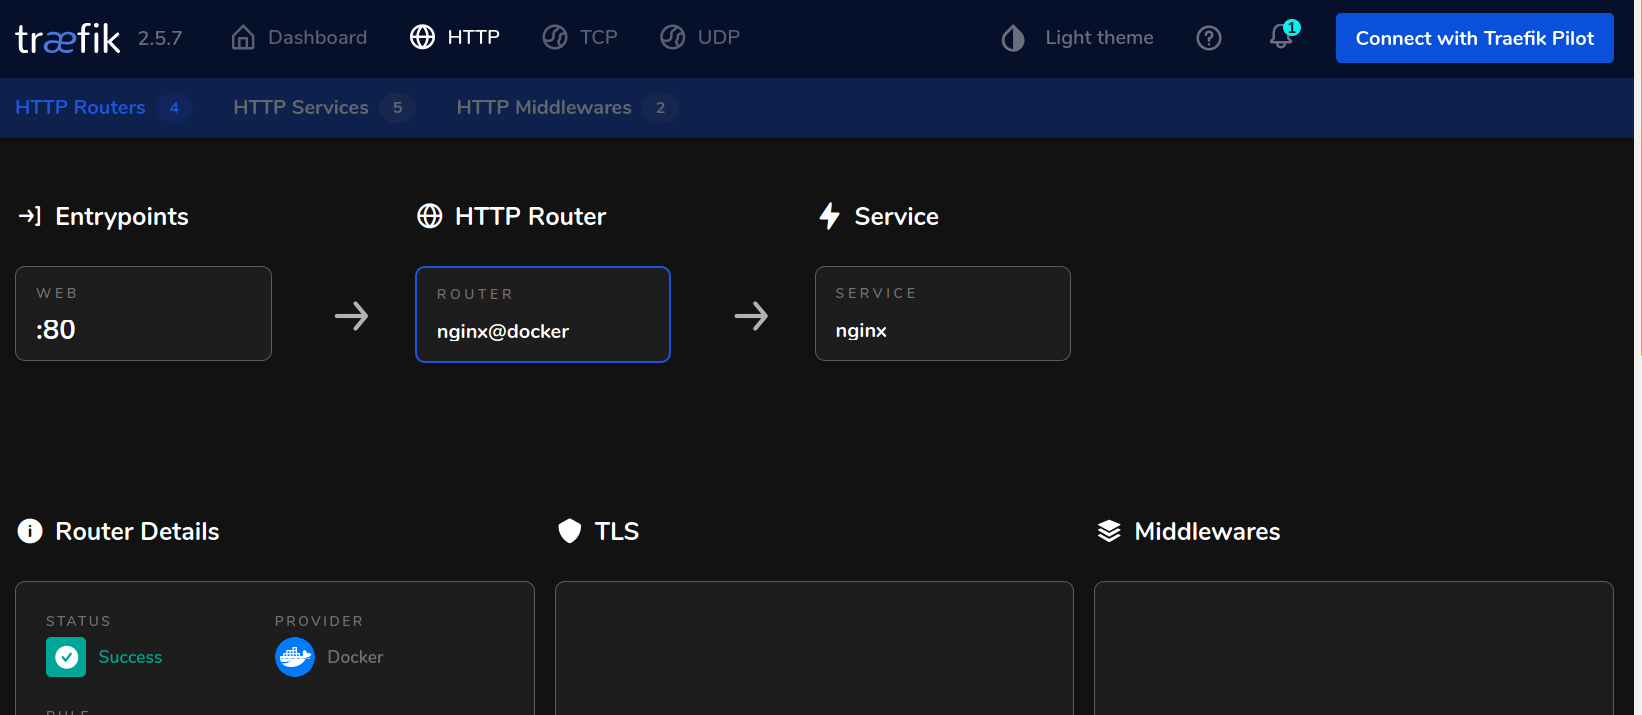 træfik 2.5.7 Dashboard HTTP TCP UDP Light theme 1 Connect with Traefik Pilot
HTTP Routers 4 HTTP Services 5 HTTP Middlewares 2
Entrypoints HTTP Router Service
WEB ROUTER SERVICE
:80 nginx@docker nginx
Router Details TLS Middlewares
STATUS PROVIDER
Success Docker